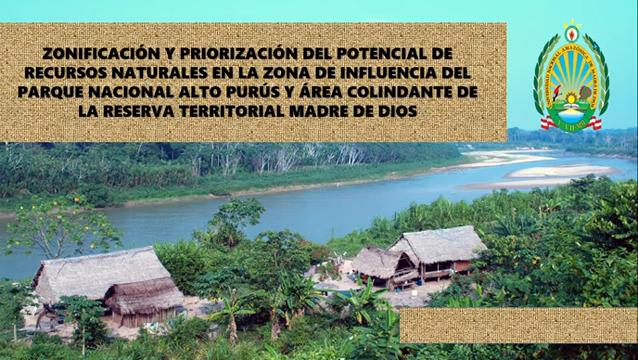 ZONIFICACIÓN Y PRIORIZACIÓN DEL POTENCIAL DE
RECURSOS NATURALES EN LA ZONA DE INFLUENCIA DEL
PARQUE NACIONAL ALTO PURÚS Y ÁREA COLINDANTE DE
LA RESERVA TERRITORIAL MADRE DE DIOS